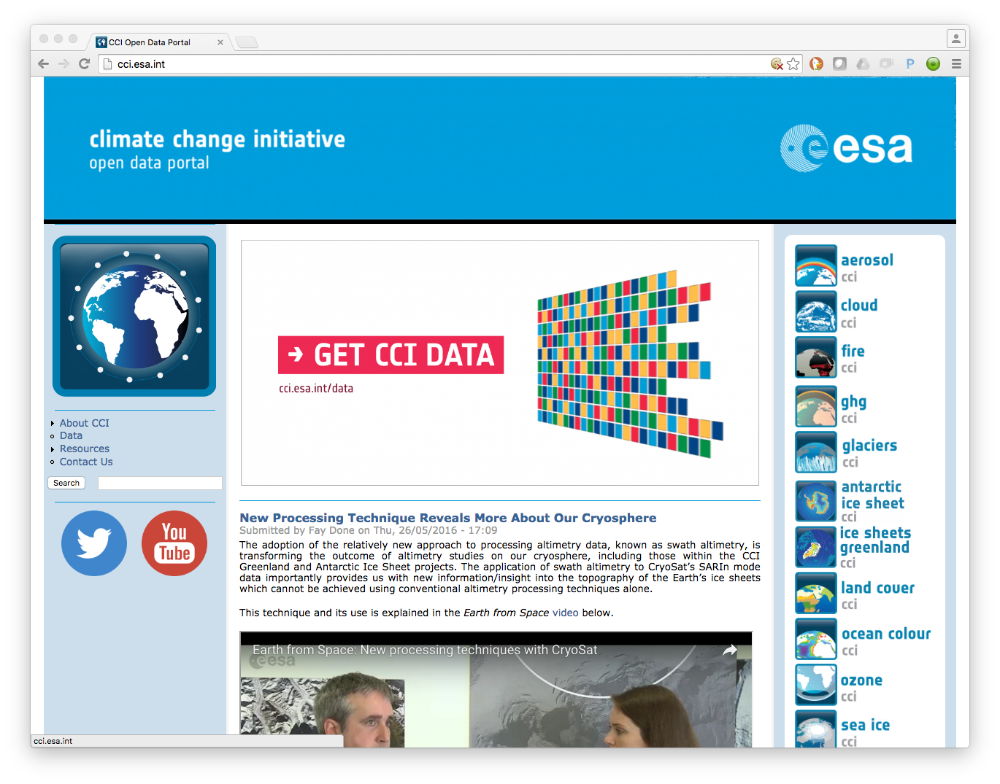 CCI Open Data Portal
cci.esa.int
climate change initiative
open data portal
esa
About CCI
Data
Resources
Contact Us
Search
You
Tube
→ GET CCI DATA
cci.esa.int/data
New Processing Technique Reveals More About Our Cryosphere
Submitted by Fay Done on Thu, 26/05/2016 - 17:09
The adoption of the relatively new approach to processing altimetry data, known as swath altimetry, is
transforming the outcome of altimetry studies on our cryosphere, including those within the CCI
Greenland and Antarctic Ice Sheet projects. The application of swath altimetry to CryoSat's SARIn mode
data importantly provides us with new information/insight into the topography of the Earth's ice sheets
which cannot be achieved using conventional altimetry processing techniques alone.
This technique and its use is explained in the Earth from Space video below.
Earth from Space: New processing techniques with CryoSat
esa
aerosol
cci
cloud
cci
fire
cci
ghg
cci
glaciers
cci
antarctic
ice sheet
cci
ice sheets
greenland
cci
land cover
cci
ocean colour
cci
ozone
cci
sea ice
cci
cci.esa.int